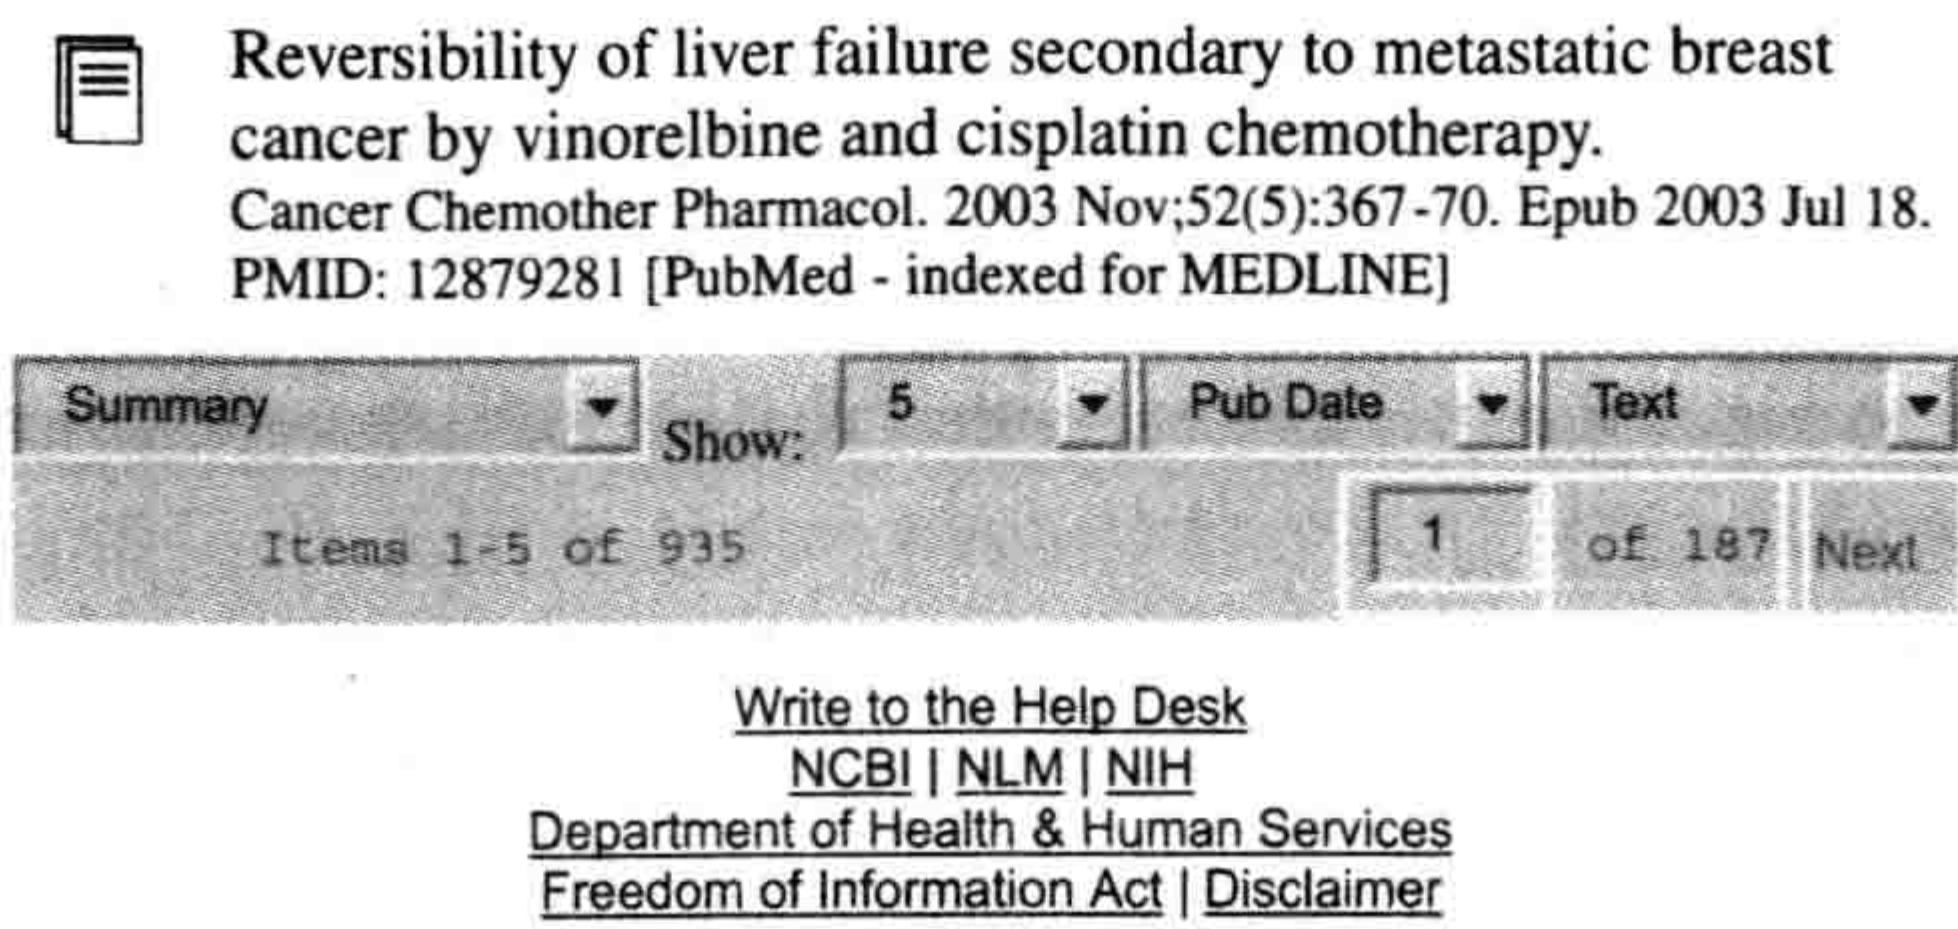 Reversibility of liver failure secondary to metastatic breast
cancer by vinorelbine and cisplatin chemotherapy.
Cancer Chemother Pharmacol. 2003 Nov;52(5):367-70. Epub 2003 Jul 18.
PMID: 12879281 [PubMed - indexed for MEDLINE]
Summary Show: 5 Pub Date Text
Items 1-5 of 935 1 of 187 Next
Write to the Help Desk
NCBI | NLM | NIH
Department of Health & Human Services
Freedom of Information Act | Disclaimer